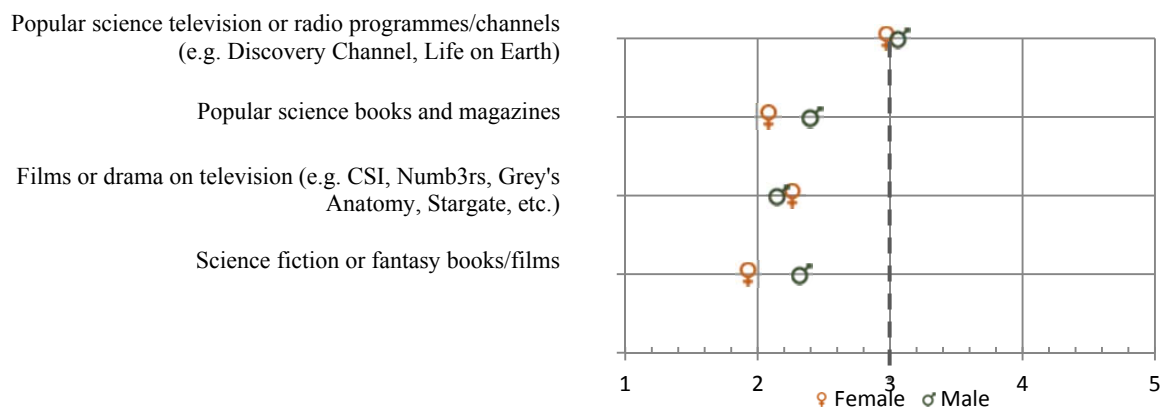 Popular science television or radio programmes/channels
(e.g. Discovery Channel, Life on Earth)
Popular science books and magazines
Films or drama on television (e.g. CSI, Numb3rs, Grey's
Anatomy, Stargate, etc.)
Science fiction or fantasy books/films
1 2 3 4 5
♀ Female ♂ Male